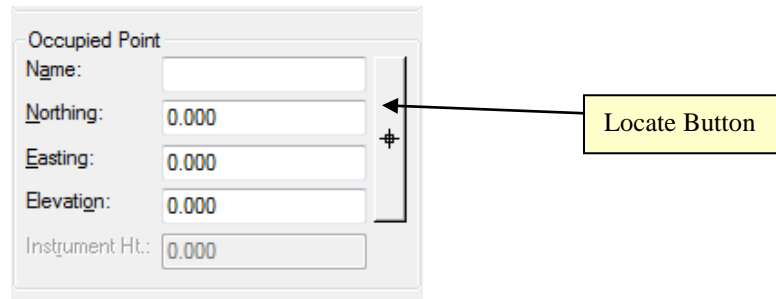 Occupied Point
Name:
Northing: 0.000
Locate Button
Easting: 0.000
Elevation: 0.000
Instrument Ht.: 0.000